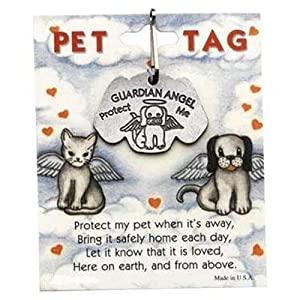 PET TAG
GUARDIAN ANGEL
Protect Me
Protect my pet when it's away,
Bring it safely home each day,
Let it know that it is loved,
Here on earth, and from above.
Made in U.S.A.